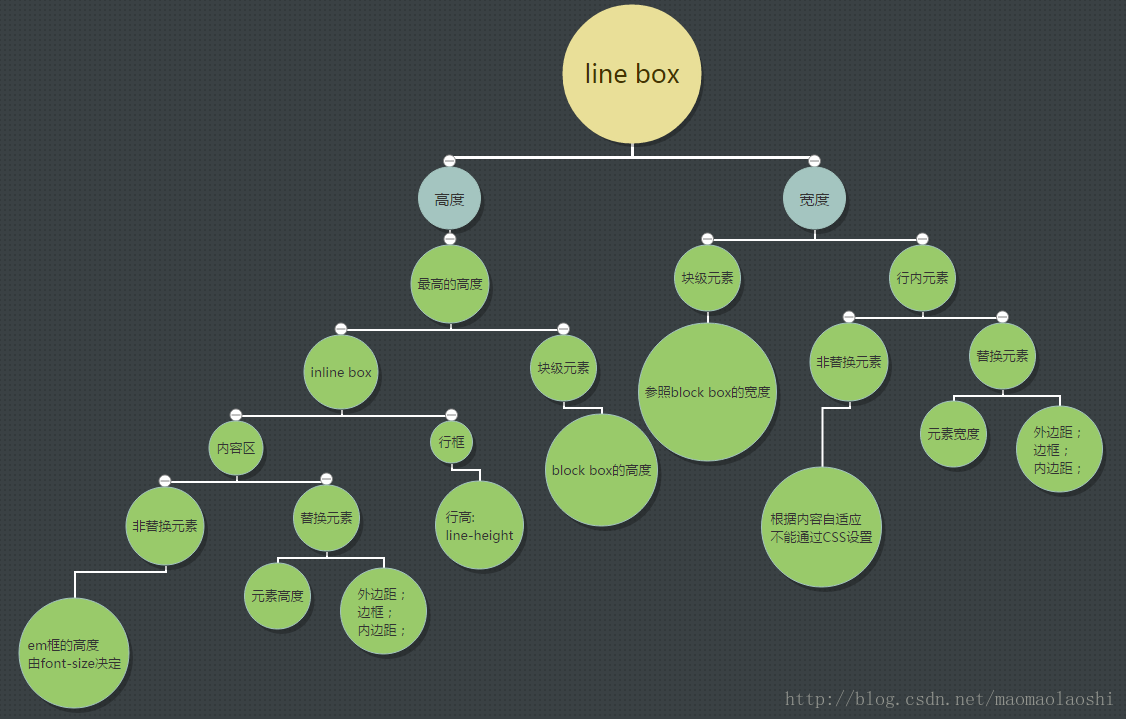 line box
高度
宽度
最高的高度
块级元素
行内元素
inline box
块级元素
参照block box的宽度
非替换元素
替换元素
内容区
行框
block box的高度
元素宽度
外边距；
边框；
内边距；
非替换元素
替换元素
行高:
line-height
根据内容自适应
不能通过CSS设置
元素高度
外边距；
边框；
内边距；
em框的高度
由font-size决定
http://blog.csdn.net/maomaolaoshi